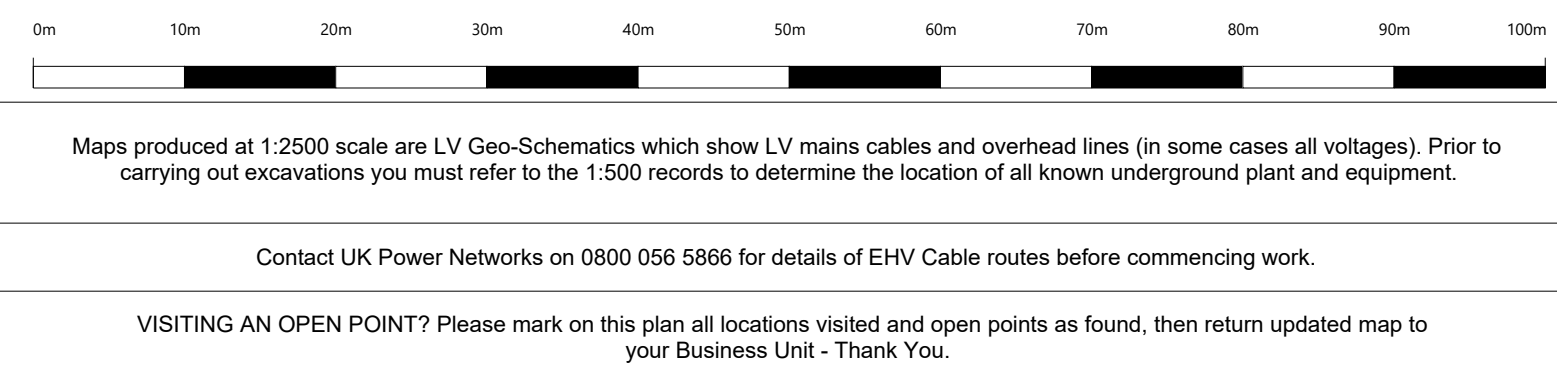 0m 10m 20m 30m 40m 50m 60m 70m 80m 90m 100m
Maps produced at 1:2500 scale are LV Geo-Schematics which show LV mains cables and overhead lines (in some cases all voltages). Prior to
carrying out excavations you must refer to the 1:500 records to determine the location of all known underground plant and equipment.
Contact UK Power Networks on 0800 056 5866 for details of EHV Cable routes before commencing work.
VISITING AN OPEN POINT? Please mark on this plan all locations visited and open points as found, then return updated map to
your Business Unit - Thank You.